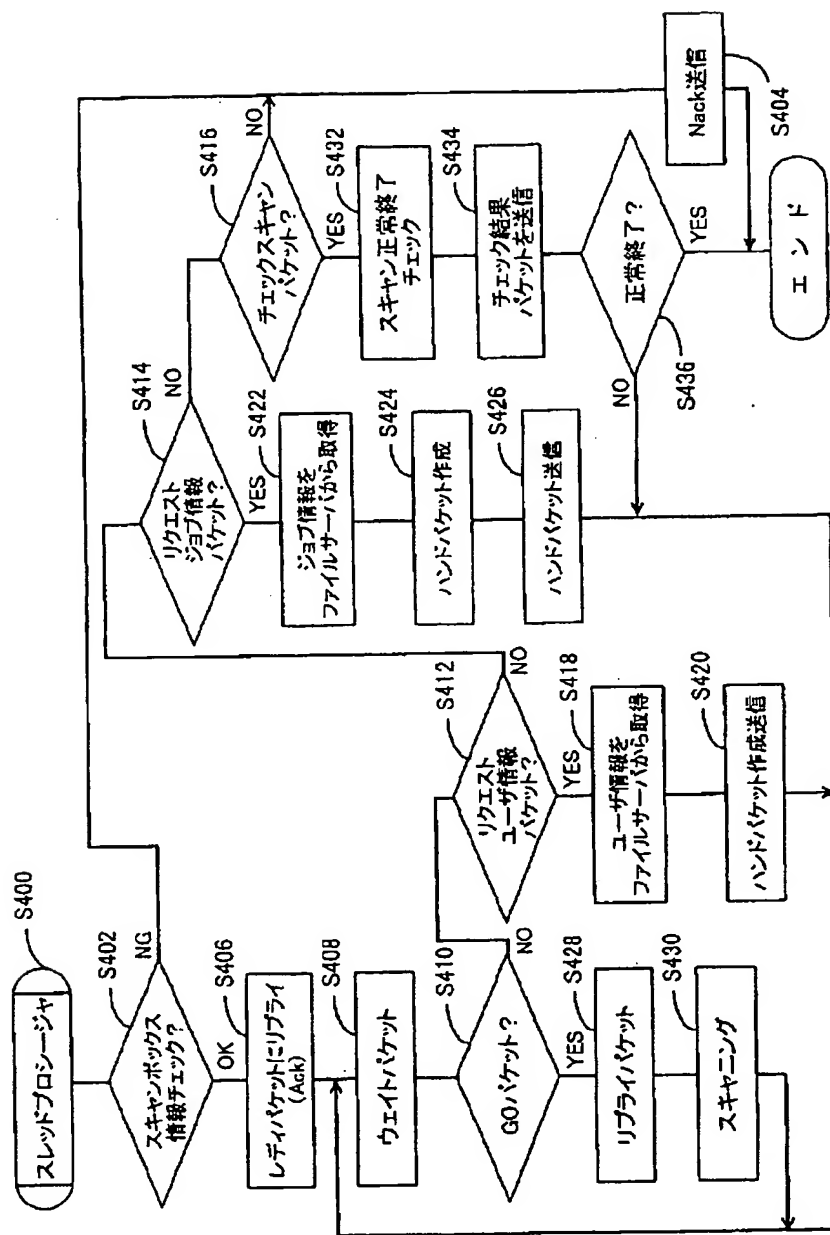 スレッドプロシージャ
S400
スキャンボックス
情報チェック?
S402
NG
OK
レディパケットにリプライ
(Ack)
S406
ウェイトパケット
S408
GOパケット?
S410
NO
YES
リプライパケット
S428
スキャニング
S430
リクエスト
ユーザ情報
パケット?
S412
NO
YES
ユーザ情報を
ファイルサーバから取得
S418
ハンドパケット作成送信
S420
リクエスト
ジョブ情報
パケット?
S414
NO
YES
ジョブ情報を
ファイルサーバから取得
S422
ハンドパケット作成
S424
ハンドパケット送信
S426
チェックスキャン
パケット?
S416
NO
YES
スキャン正常終了
チェック
S432
チェック結果
パケットを送信
S434
正常終了?
S436
NO
YES
Nack送信
S404
エンド